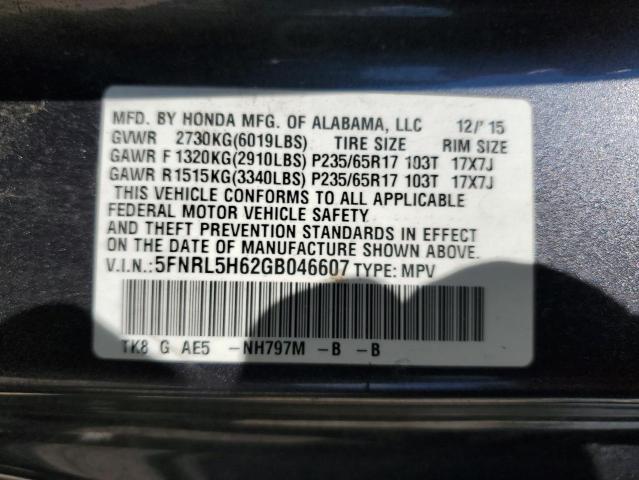 MFD. BY HONDA MFG. OF ALABAMA, LLC 12/'15
GVWR 2730KG(6019LBS) TIRE SIZE RIM SIZE
GAWR F 1320KG(2910LBS) P235/65R17 103T 17X7J
GAWR R1515KG(3340LBS) P235/65R17 103T 17X7J
THIS VEHICLE CONFORMS TO ALL APPLICABLE
FEDERAL MOTOR VEHICLE SAFETY
AND THEFT PREVENTION STANDARDS IN EFFECT
ON THE DATE OF MANUFACTURE SHOWN ABOVE.
V.I.N.:5FNRL5H62GB046607 TYPE: MPV
TK8 G AE5 -NH797M -B -B